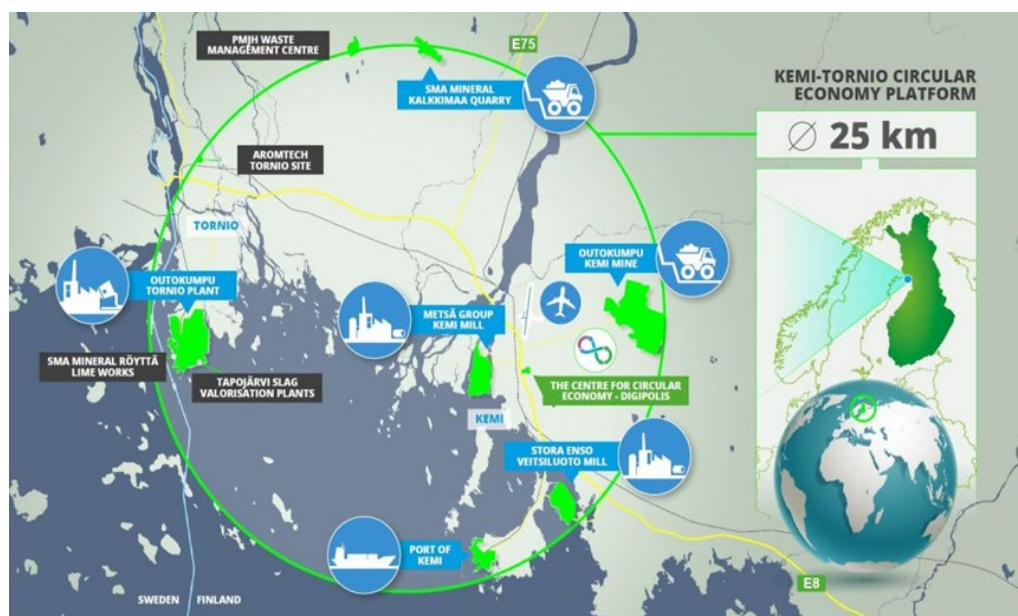 PMJH WASTE
MANAGEMENT CENTRE
E75
SMA MINERAL
KALKKIMAA QUARRY
KEMI-TORNIO CIRCULAR
ECONOMY PLATFORM
∅ 25 km
AROMTECH
TORNIO SITE
TORNIO
OUTOKUMPU
TORNIO PLANT
OUTOKUMPU
KEMI MINE
METSÄ GROUP
KEMI MILL
SMA MINERAL RÖYTTÄ
LIME WORKS
TAPOJÄRVI SLAG
VALORISATION PLANTS
THE CENTRE FOR CIRCULAR
ECONOMY - DIGIPOLIS
KEMI
STORA ENSO
VEITSILUOTO MILL
PORT OF
KEMI
E8
SWEDEN
FINLAND